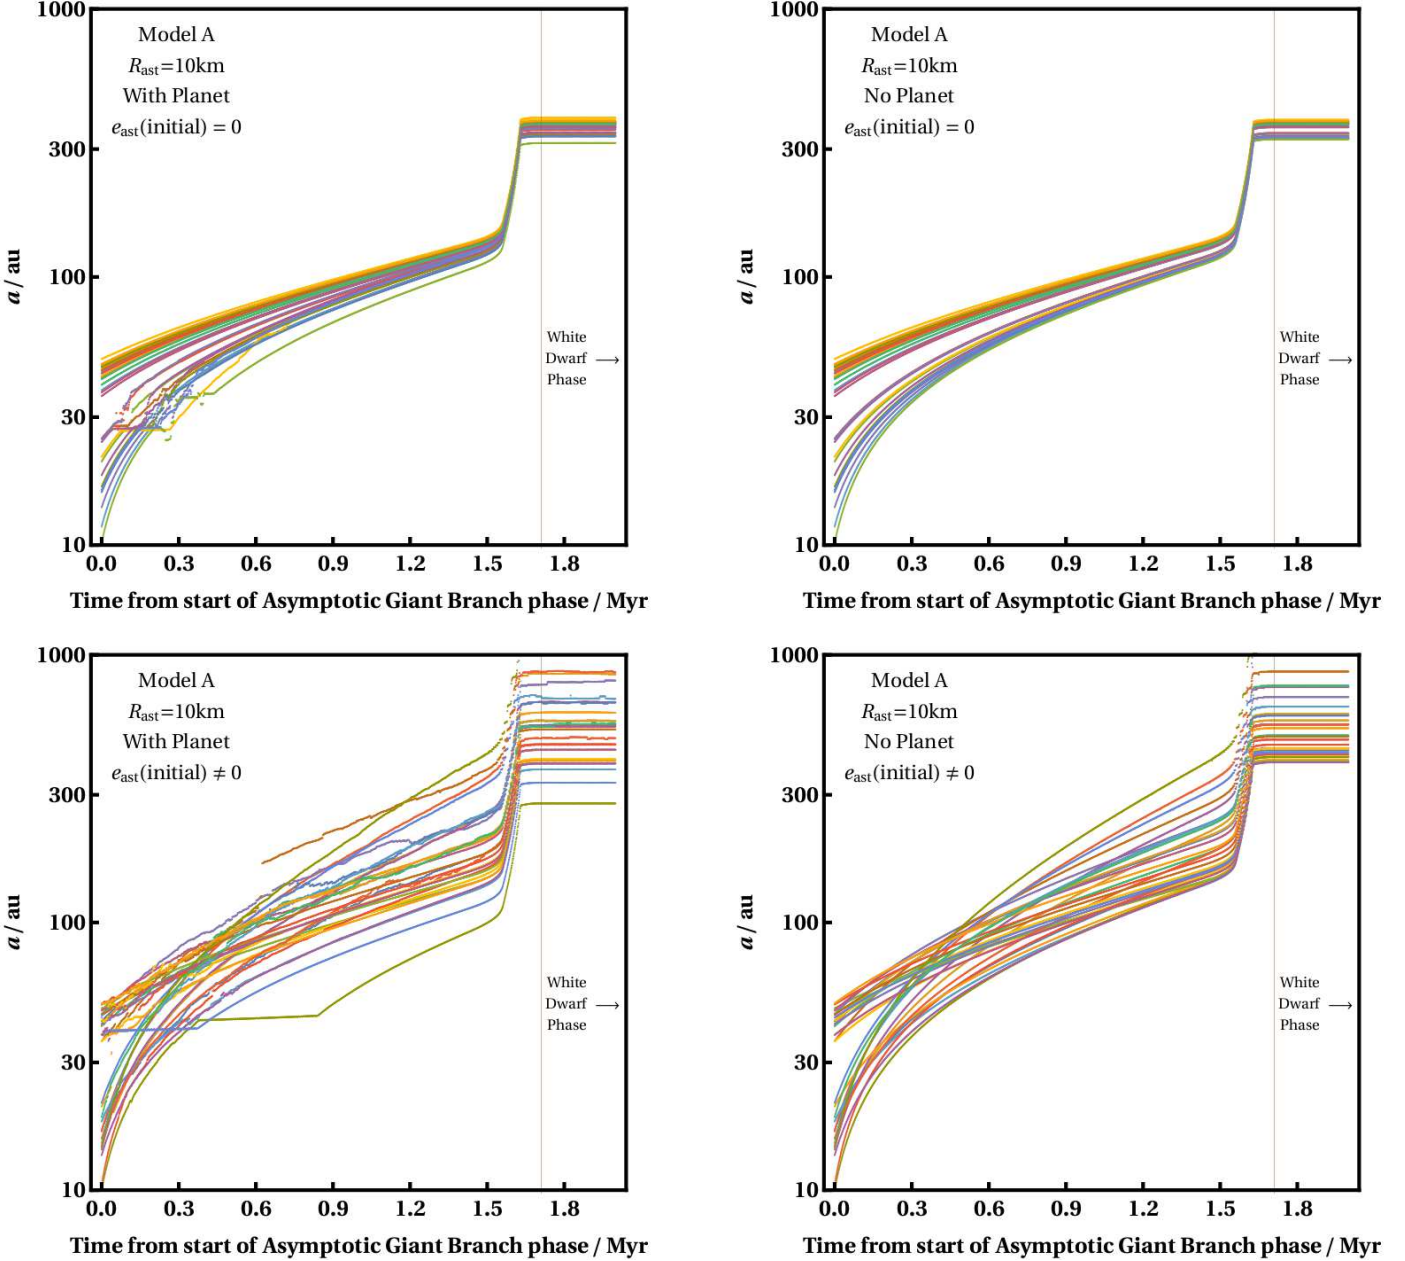 1000
300
100
30
10
a / au
Model A
R_ast=10km
With Planet
e_ast(initial) = 0
White
Dwarf ⟶
Phase
0.0 0.3 0.6 0.9 1.2 1.5 1.8
Time from start of Asymptotic Giant Branch phase / Myr
1000
300
100
30
10
a / au
Model A
R_ast=10km
No Planet
e_ast(initial) = 0
White
Dwarf ⟶
Phase
0.0 0.3 0.6 0.9 1.2 1.5 1.8
Time from start of Asymptotic Giant Branch phase / Myr
1000
300
100
30
10
a / au
Model A
R_ast=10km
With Planet
e_ast(initial) ≠ 0
White
Dwarf ⟶
Phase
0.0 0.3 0.6 0.9 1.2 1.5 1.8
Time from start of Asymptotic Giant Branch phase / Myr
1000
300
100
30
10
a / au
Model A
R_ast=10km
No Planet
e_ast(initial) ≠ 0
White
Dwarf ⟶
Phase
0.0 0.3 0.6 0.9 1.2 1.5 1.8
Time from start of Asymptotic Giant Branch phase / Myr